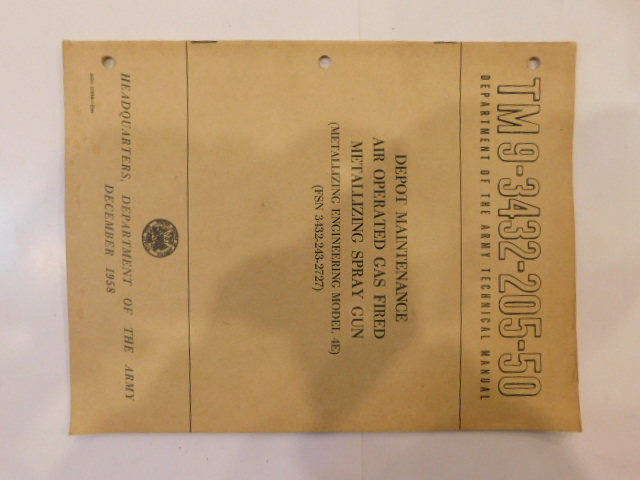 TM 9-3432-205-50
DEPARTMENT OF THE ARMY TECHNICAL MANUAL
DEPOT MAINTENANCE
AIR OPERATED GAS FIRED
METALLIZING SPRAY GUN
(METALLIZING ENGINEERING MODEL 4E)
(FSN 3432-243-2727)
HEADQUARTERS, DEPARTMENT OF THE ARMY
DECEMBER 1958